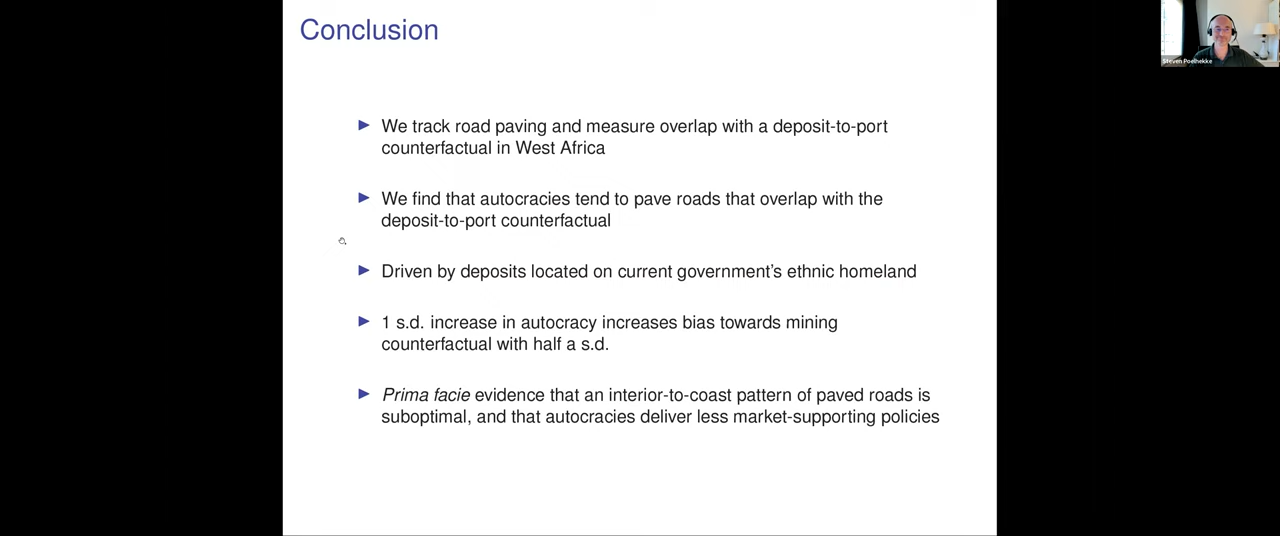 Conclusion
Steven Poelhekke
▶ We track road paving and measure overlap with a deposit-to-port
counterfactual in West Africa
▶ We find that autocracies tend to pave roads that overlap with the
deposit-to-port counterfactual
▶ Driven by deposits located on current government's ethnic homeland
▶ 1 s.d. increase in autocracy increases bias towards mining
counterfactual with half a s.d.
▶ Prima facie evidence that an interior-to-coast pattern of paved roads is
suboptimal, and that autocracies deliver less market-supporting policies